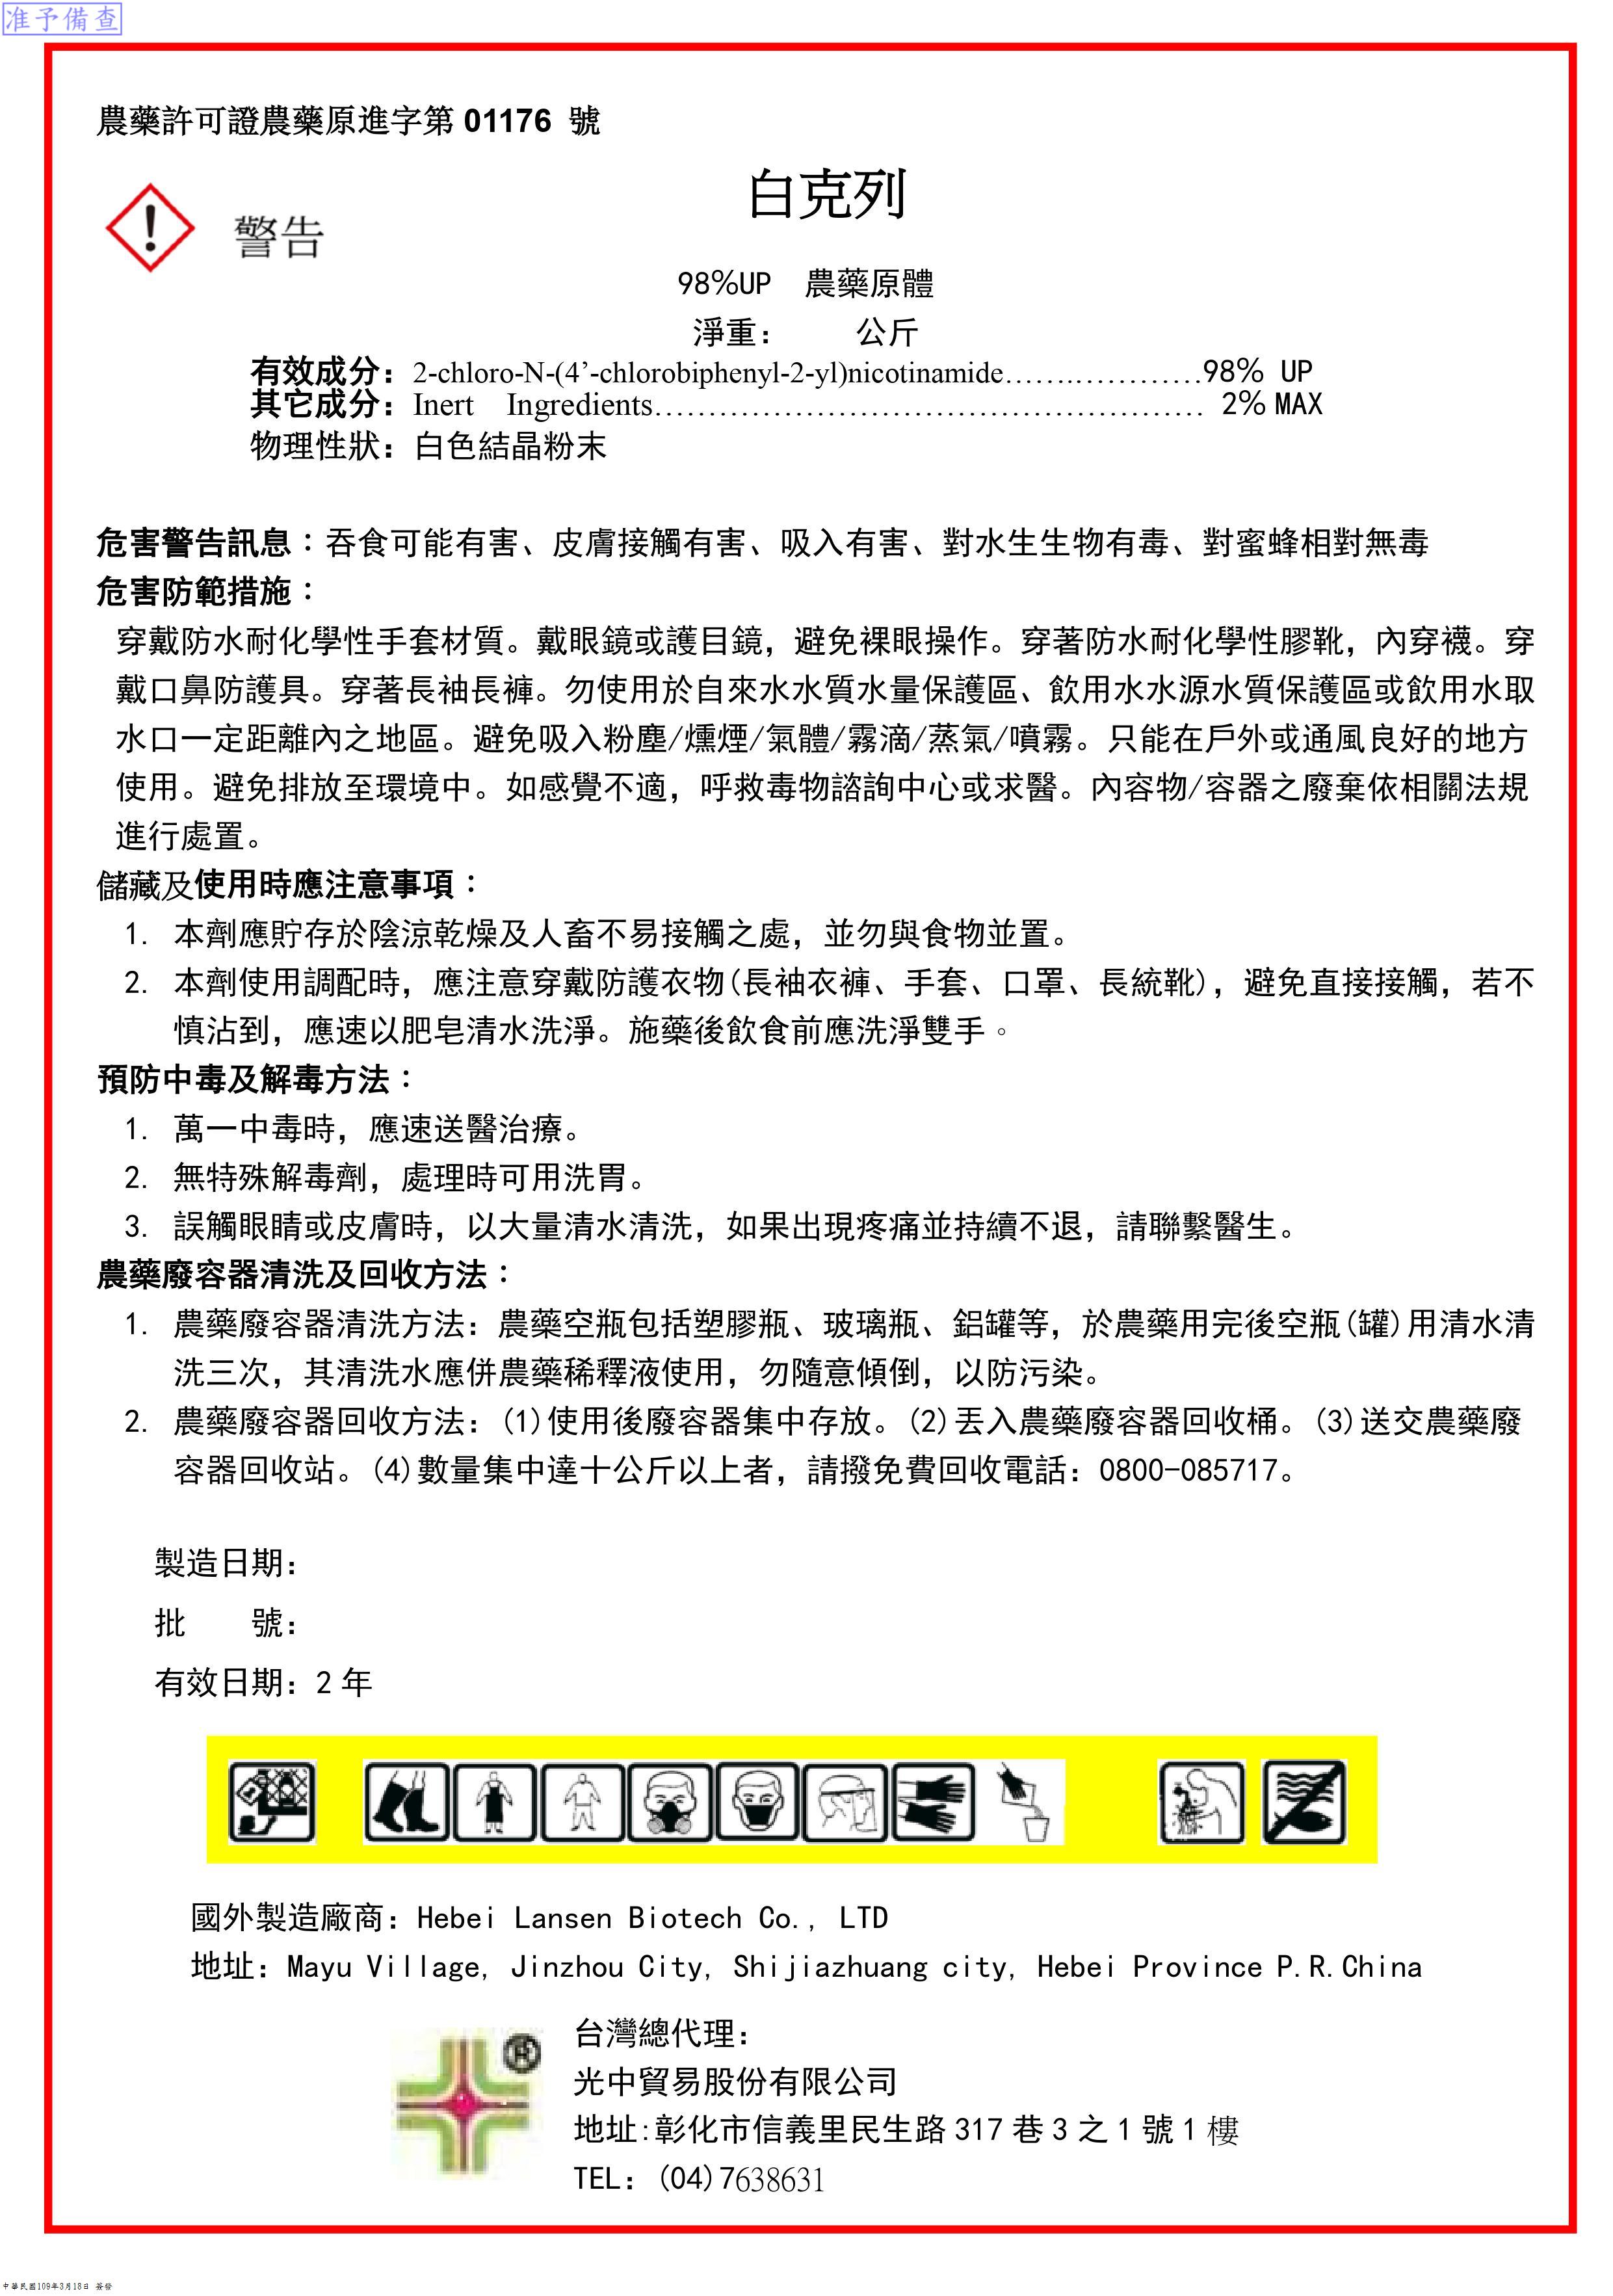 准予備查
農藥許可證農藥原進字第 01176 號
白克列
警告
98%UP 農藥原體
淨重： 公斤
有效成分：2-chloro-N-(4’-chlorobiphenyl-2-yl)nicotinamide…….…………98% UP
其它成分：Inert Ingredients…………………………………………… 2% MAX
物理性狀：白色結晶粉末
危害警告訊息：吞食可能有害、皮膚接觸有害、吸入有害、對水生生物有毒、對蜜蜂相對無毒
危害防範措施：
穿戴防水耐化學性手套材質。戴眼鏡或護目鏡，避免裸眼操作。穿著防水耐化學性膠靴，內穿襪。穿
戴口鼻防護具。穿著長袖長褲。勿使用於自來水水質水量保護區、飲用水水源水質保護區或飲用水取
水口一定距離內之地區。避免吸入粉塵/燻煙/氣體/霧滴/蒸氣/噴霧。只能在戶外或通風良好的地方
使用。避免排放至環境中。如感覺不適，呼救毒物諮詢中心或求醫。內容物/容器之廢棄依相關法規
進行處置。
儲藏及使用時應注意事項：
1. 本劑應貯存於陰涼乾燥及人畜不易接觸之處，並勿與食物並置。
2. 本劑使用調配時，應注意穿戴防護衣物(長袖衣褲、手套、口罩、長統靴)，避免直接接觸，若不
慎沾到，應速以肥皂清水洗淨。施藥後飲食前應洗淨雙手。
預防中毒及解毒方法：
1. 萬一中毒時，應速送醫治療。
2. 無特殊解毒劑，處理時可用洗胃。
3. 誤觸眼睛或皮膚時，以大量清水清洗，如果出現疼痛並持續不退，請聯繫醫生。
農藥廢容器清洗及回收方法：
1. 農藥廢容器清洗方法：農藥空瓶包括塑膠瓶、玻璃瓶、鋁罐等，於農藥用完後空瓶(罐)用清水清
洗三次，其清洗水應併農藥稀釋液使用，勿隨意傾倒，以防污染。
2. 農藥廢容器回收方法：(1)使用後廢容器集中存放。(2)丟入農藥廢容器回收桶。(3)送交農藥廢
容器回收站。(4)數量集中達十公斤以上者，請撥免費回收電話：0800-085717。
製造日期：
批 號：
有效日期：2 年
國外製造廠商：Hebei Lansen Biotech Co., LTD
地址：Mayu Village, Jinzhou City, Shijiazhuang city, Hebei Province P.R.China
®
台灣總代理：
光中貿易股份有限公司
地址:彰化市信義里民生路 317 巷 3 之 1 號 1 樓
TEL：(04)7638631
中華民國109年3月18日 簽發